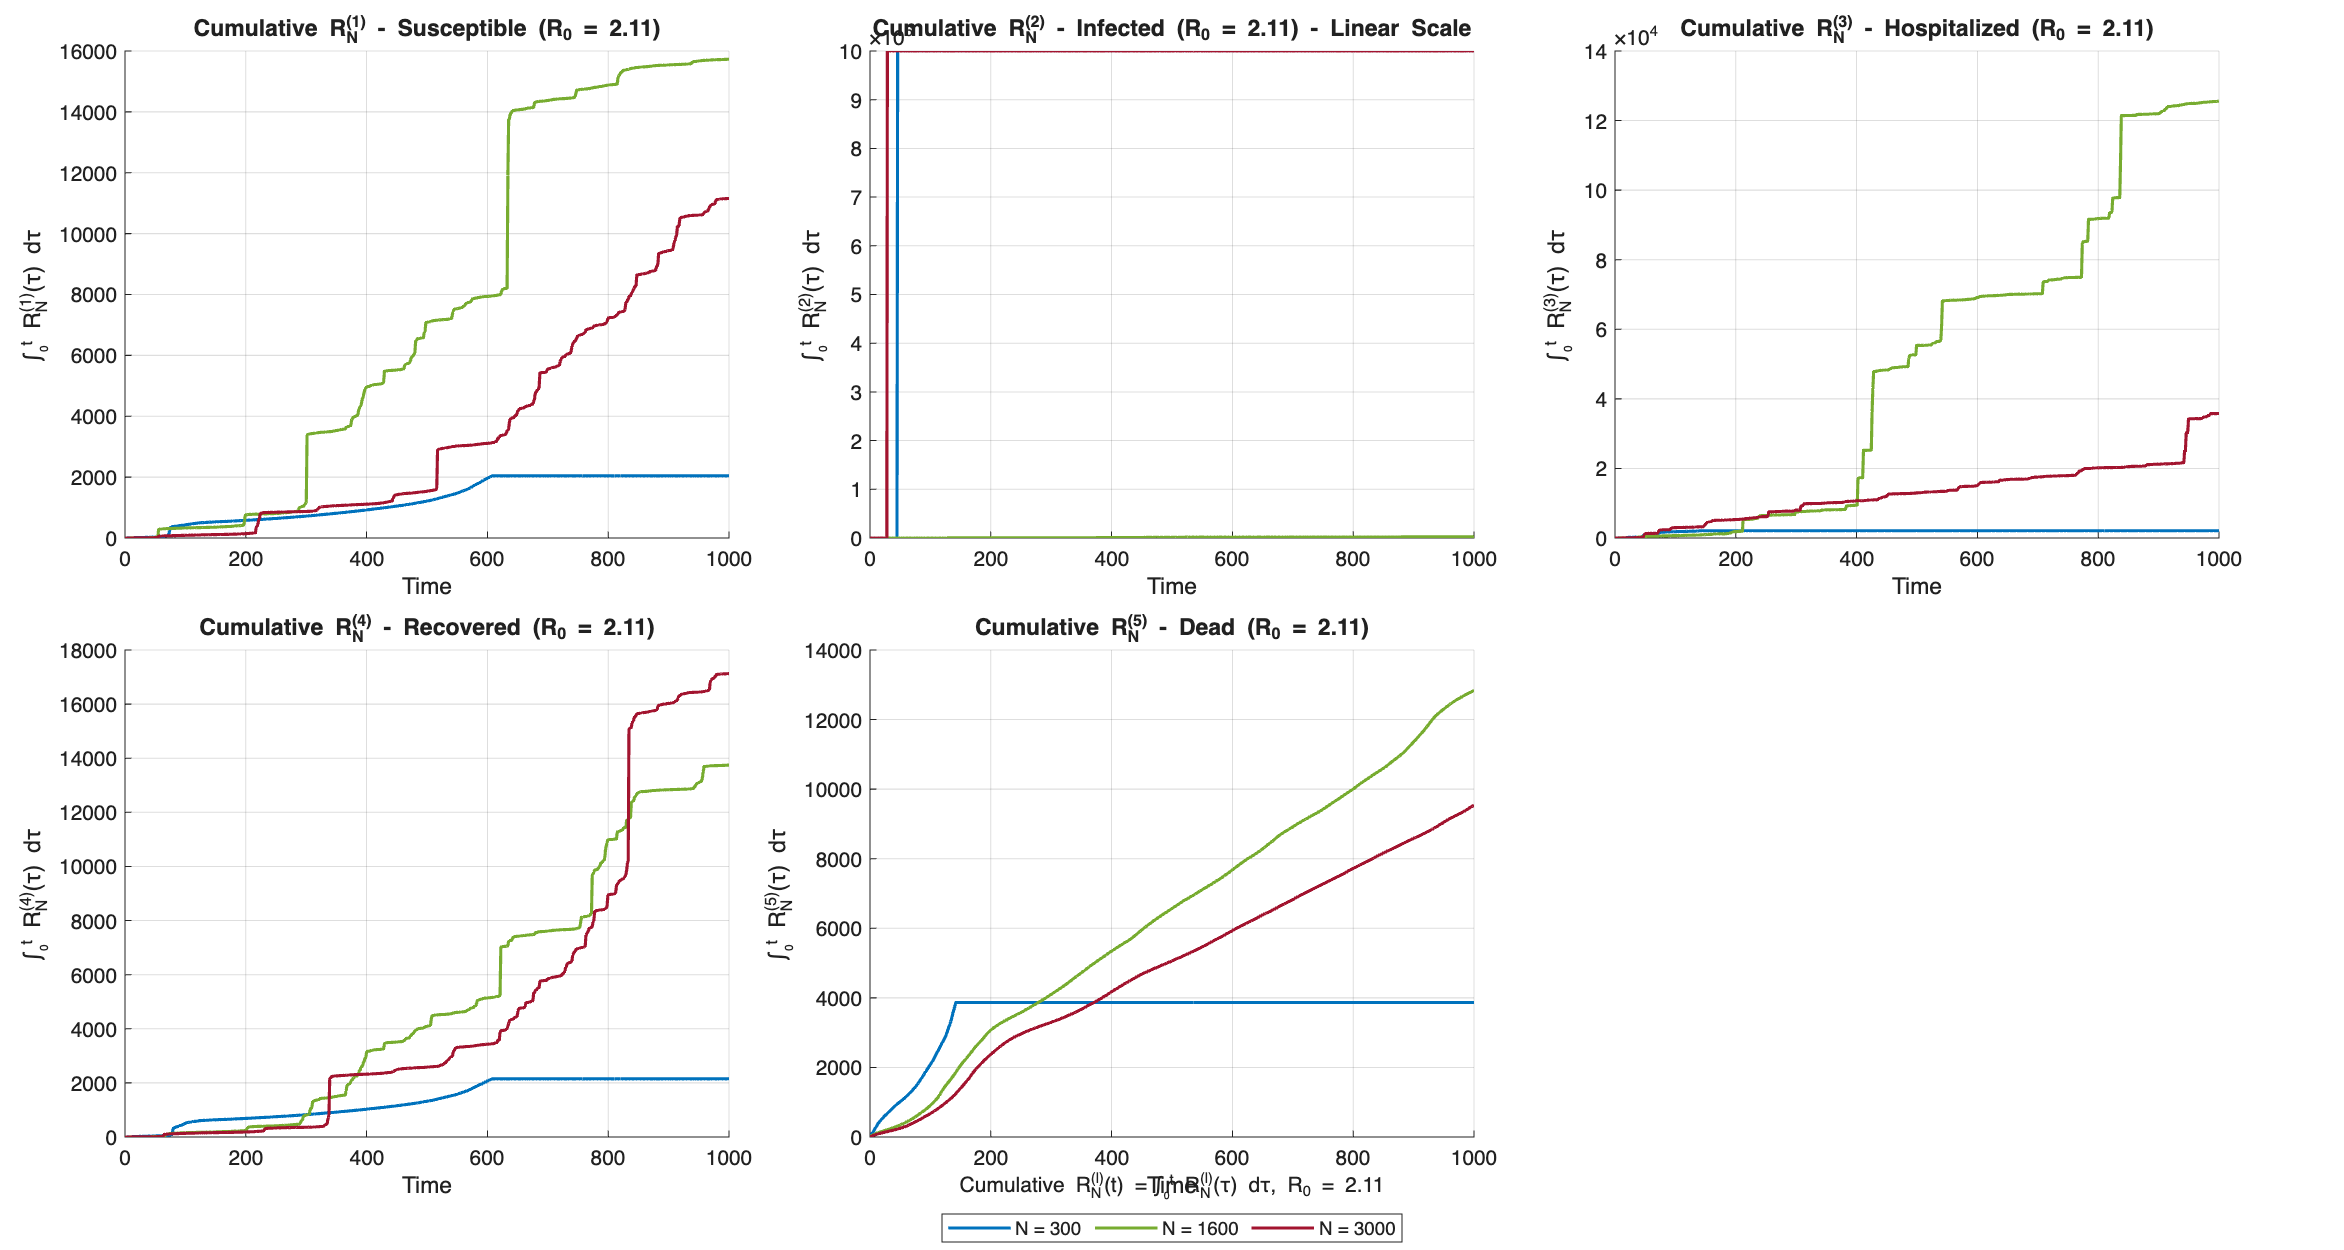 Cumulative R_N^(1) - Susceptible (R_0 = 2.11)
16000
14000
12000
10000
8000
6000
4000
2000
0
∫_0^t R_N^(1)(τ) dτ
0 200 400 600 800 1000
Time
Cumulative R_N^(2) - Infected (R_0 = 2.11) - Linear Scale
10
9
8
7
6
5
4
3
2
1
0
∫_0^t R_N^(2)(τ) dτ
0 200 400 600 800 1000
Time
Cumulative R_N^(3) - Hospitalized (R_0 = 2.11)
×10^4
14
12
10
8
6
4
2
0
∫_0^t R_N^(3)(τ) dτ
0 200 400 600 800 1000
Time
Cumulative R_N^(4) - Recovered (R_0 = 2.11)
18000
16000
14000
12000
10000
8000
6000
4000
2000
0
∫_0^t R_N^(4)(τ) dτ
0 200 400 600 800 1000
Time
Cumulative R_N^(5) - Dead (R_0 = 2.11)
14000
12000
10000
8000
6000
4000
2000
0
∫_0^t R_N^(5)(τ) dτ
0 200 400 600 800 1000
Time
Cumulative R_N^(l)(t) = ∫_0^t R_N^(l)(τ) dτ, R_0 = 2.11
N = 300 N = 1600 N = 3000